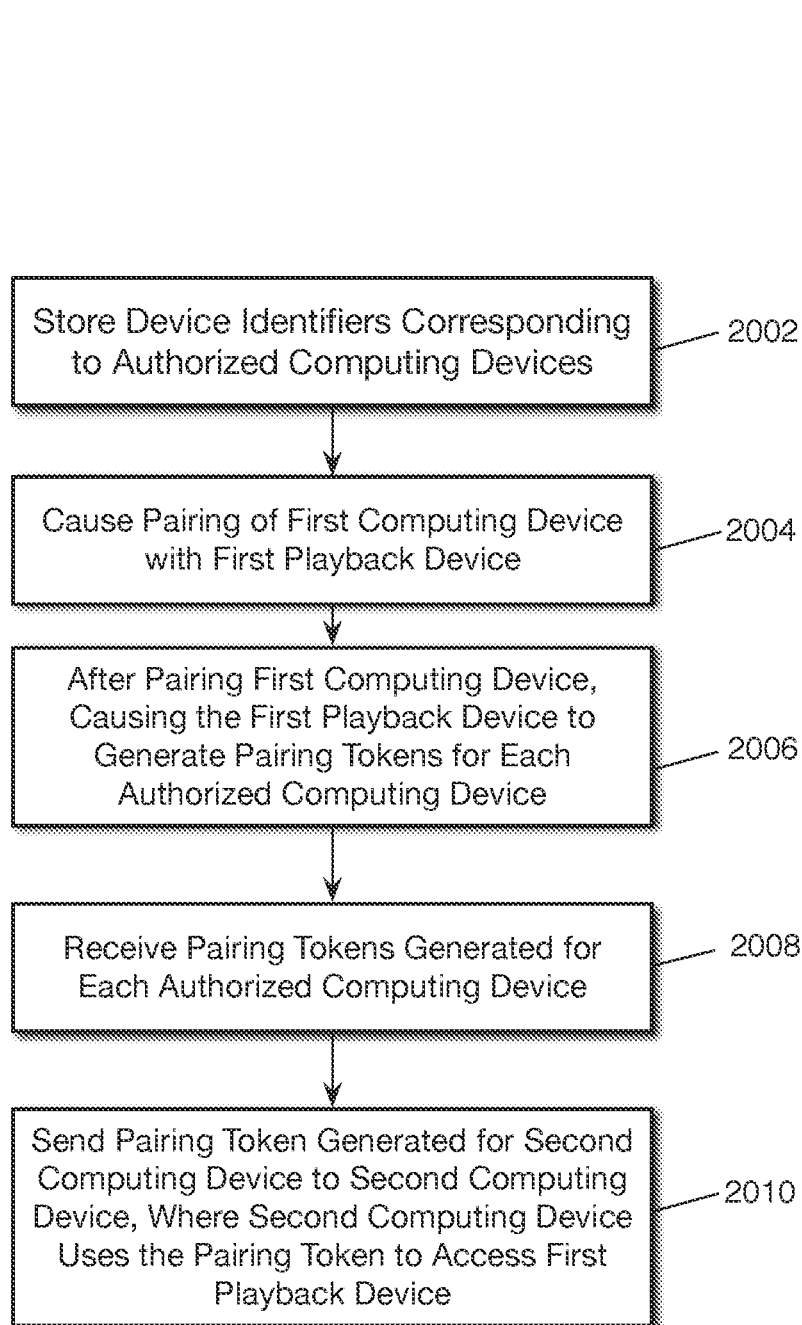 Store Device Identifiers Corresponding
to Authorized Computing Devices
2002
Cause Pairing of First Computing Device
with First Playback Device
2004
After Pairing First Computing Device,
Causing the First Playback Device to
Generate Pairing Tokens for Each
Authorized Computing Device
2006
Receive Pairing Tokens Generated for
Each Authorized Computing Device
2008
Send Pairing Token Generated for Second
Computing Device to Second Computing
Device, Where Second Computing Device
Uses the Pairing Token to Access First
Playback Device
2010